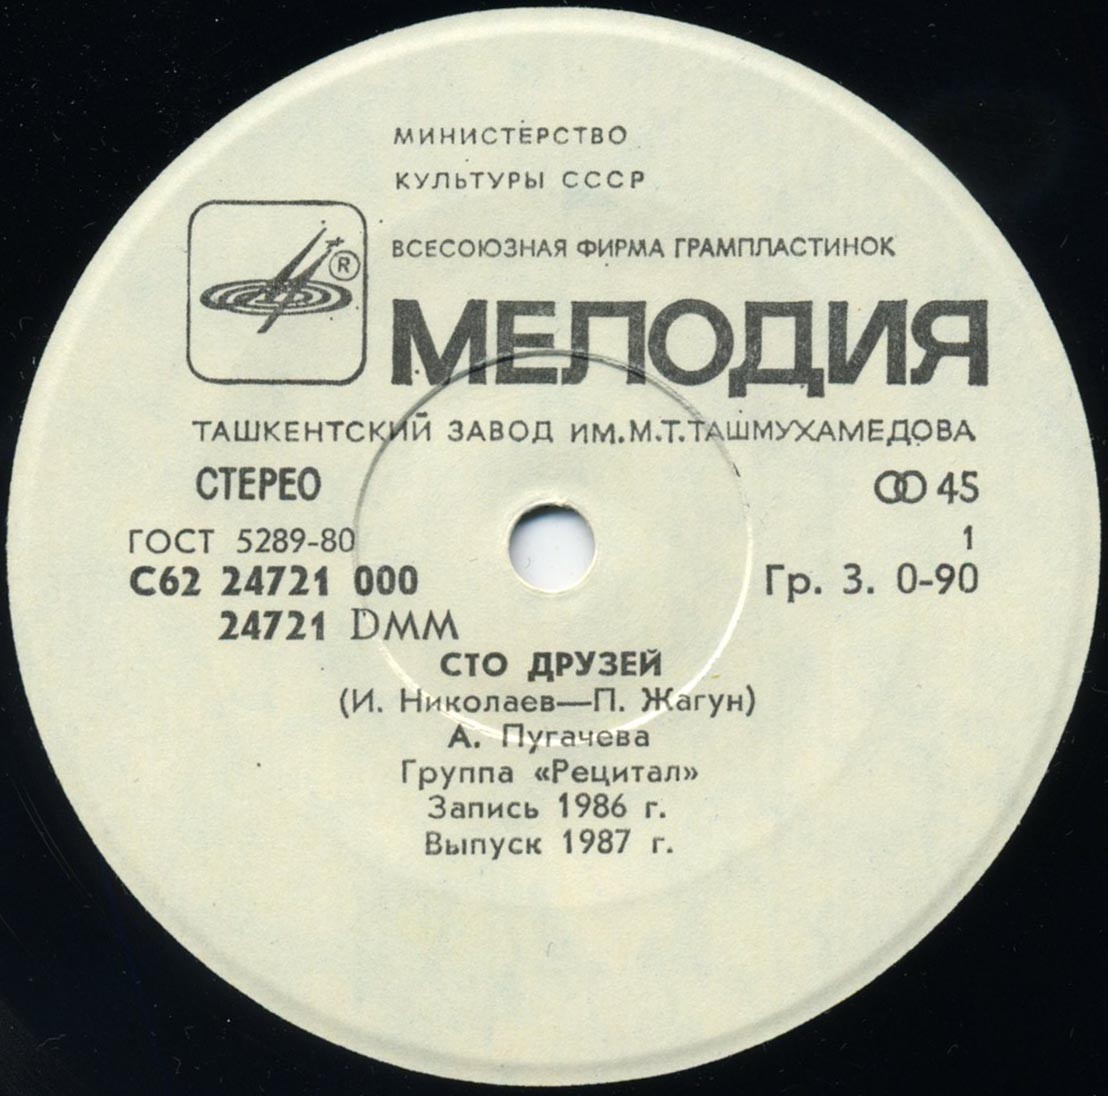 МИНИСТЕРСТВО
КУЛЬТУРЫ СССР
ВСЕСОЮЗНАЯ ФИРМА ГРАМПЛАСТИНОК
®
МЕЛОДИЯ
ТАШКЕНТСКИЙ ЗАВОД ИМ.М.Т.ТАШМУХАМЕДОВА
СТЕРЕО 45
ГОСТ 5289-80 1
С62 24721 000 Гр. 3. 0-90
24721 DMM
СТО ДРУЗЕЙ
(И. Николаев—П. Жагун)
А. Пугачева
Группа «Рецитал»
Запись 1986 г.
Выпуск 1987 г.